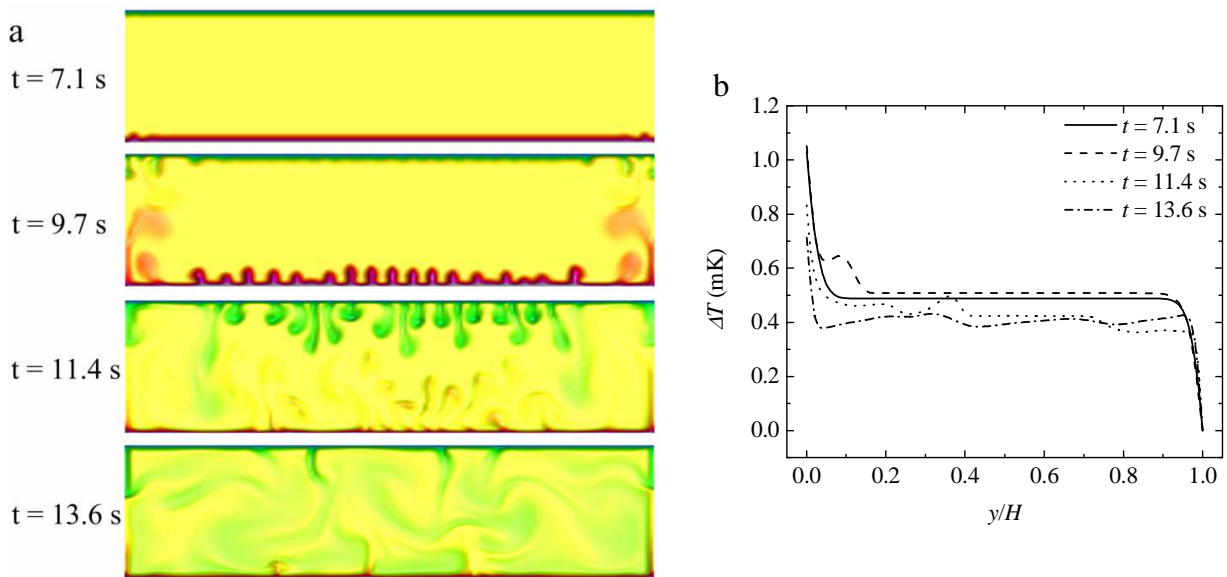 a
t = 7.1 s
t = 9.7 s
t = 11.4 s
t = 13.6 s
b
1.2
1.0
0.8
0.6
0.4
0.2
0.0
ΔT (mK)
t = 7.1 s
t = 9.7 s
t = 11.4 s
t = 13.6 s
0.0 0.2 0.4 0.6 0.8 1.0
y/H